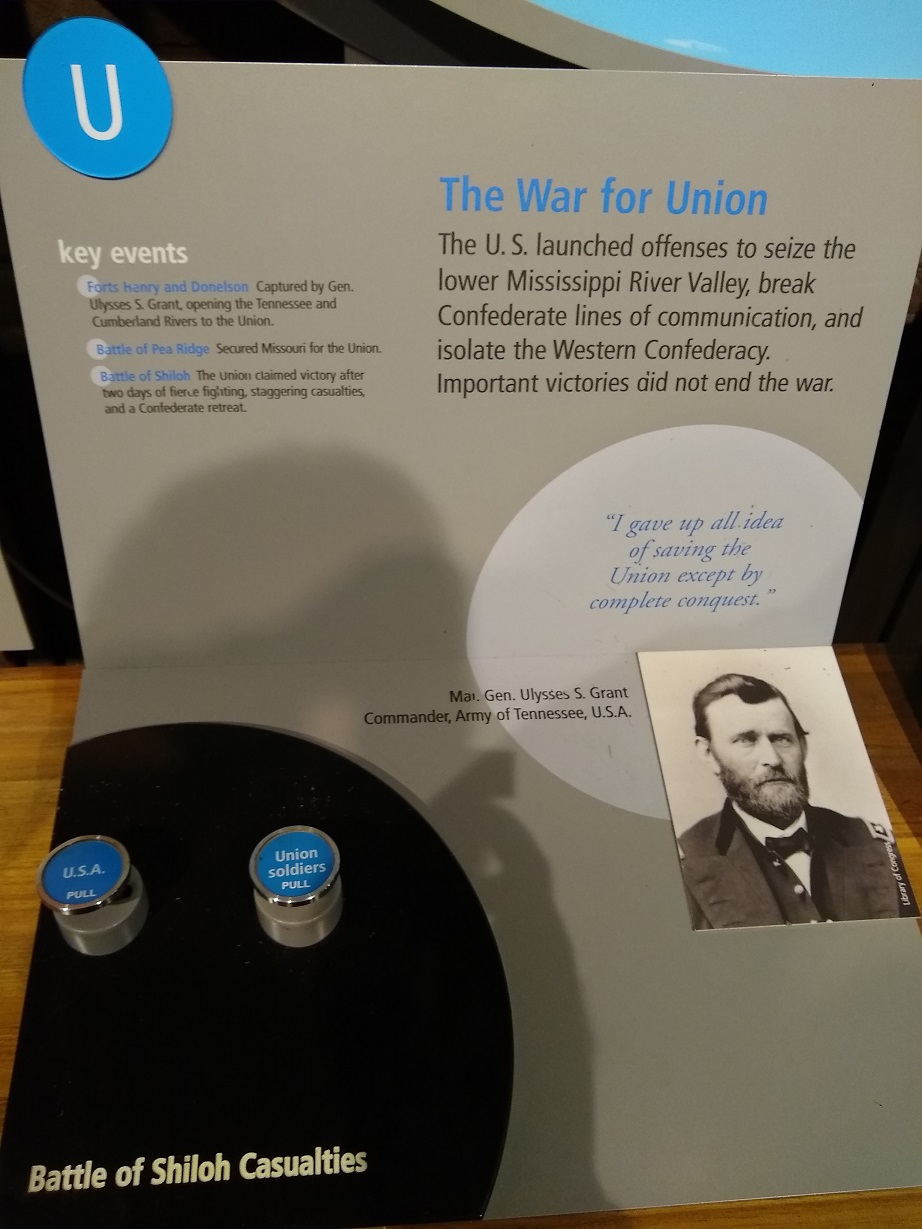 U
The War for Union
The U. S. launched offenses to seize the
lower Mississippi River Valley, break
Confederate lines of communication, and
isolate the Western Confederacy.
Important victories did not end the war.
key events
Forts Henry and Donelson Captured by Gen.
Ulysses S. Grant, opening the Tennessee and
Cumberland Rivers to the Union.
Battle of Pea Ridge Secured Missouri for the Union.
Battle of Shiloh The Union claimed victory after
two days of fierce fighting, staggering casualties,
and a Confederate retreat.
“I gave up all idea
of saving the
Union except by
complete conquest.”
Maj. Gen. Ulysses S. Grant
Commander, Army of Tennessee, U.S.A.
Library of Congress
U.S.A.
PULL
Union
soldiers
PULL
Battle of Shiloh Casualties